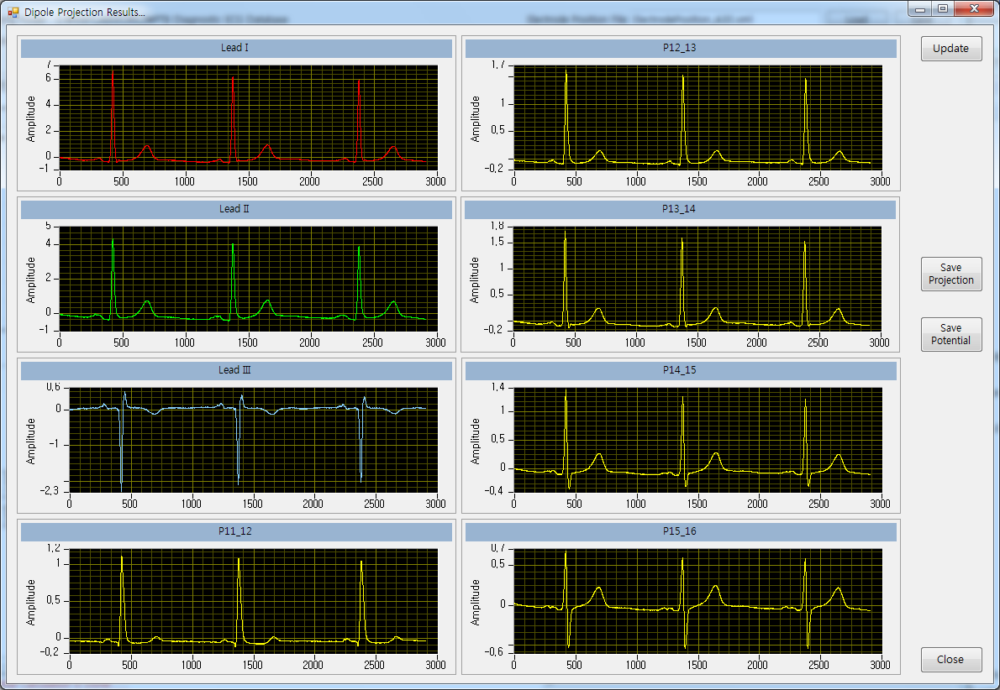 Dipole Projection Results...
Lead I
Amplitude
7
6
4
2
0
-1
0 500 1000 1500 2000 2500 3000
P12_13
Amplitude
1,7
1
0,5
-0,2
0 500 1000 1500 2000 2500 3000
Update
Lead II
Amplitude
5
4
2
0
-1
0 500 1000 1500 2000 2500 3000
P13_14
Amplitude
1,8
1,5
1
0,5
-0,2
0 500 1000 1500 2000 2500 3000
Save
Projection
Save
Potential
Lead Ⅲ
Amplitude
0,6
0
-1
-2,3
0 500 1000 1500 2000 2500 3000
P14_15
Amplitude
1,4
1
0,5
0
-0,4
0 500 1000 1500 2000 2500 3000
P11_12
Amplitude
1,2
1
0,5
0
-0,2
0 500 1000 1500 2000 2500 3000
P15_16
Amplitude
0,7
0,5
0
-0,6
0 500 1000 1500 2000 2500 3000
Close